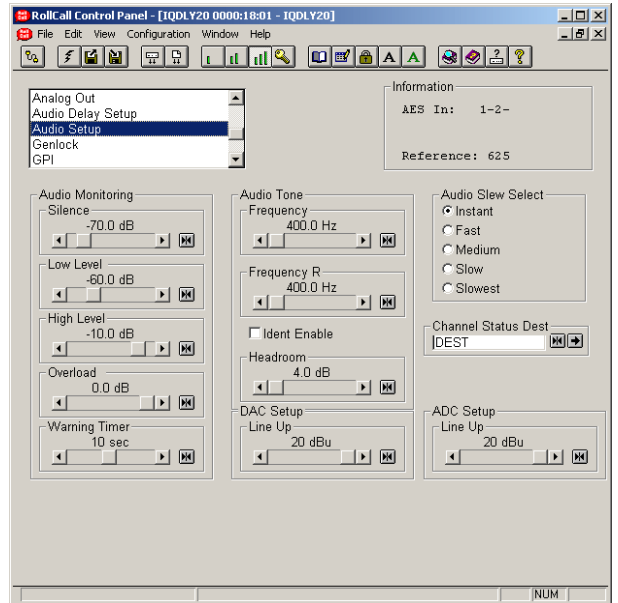 RollCall Control Panel - [IQDLY20 0000:18:01 - IQDLY20]
File Edit View Configuration Window Help
A A
Analog Out
Audio Delay Setup
Audio Setup
Genlock
GPI
Information
AES In: 1-2-
Reference: 625
Audio Monitoring
Silence
-70.0 dB
Low Level
-60.0 dB
High Level
-10.0 dB
Overload
0.0 dB
Warning Timer
10 sec
Audio Tone
Frequency
400.0 Hz
Frequency R
400.0 Hz
Ident Enable
Headroom
4.0 dB
DAC Setup
Line Up
20 dBu
Audio Slew Select
Instant
Fast
Medium
Slow
Slowest
Channel Status Dest
DEST
ADC Setup
Line Up
20 dBu
NUM